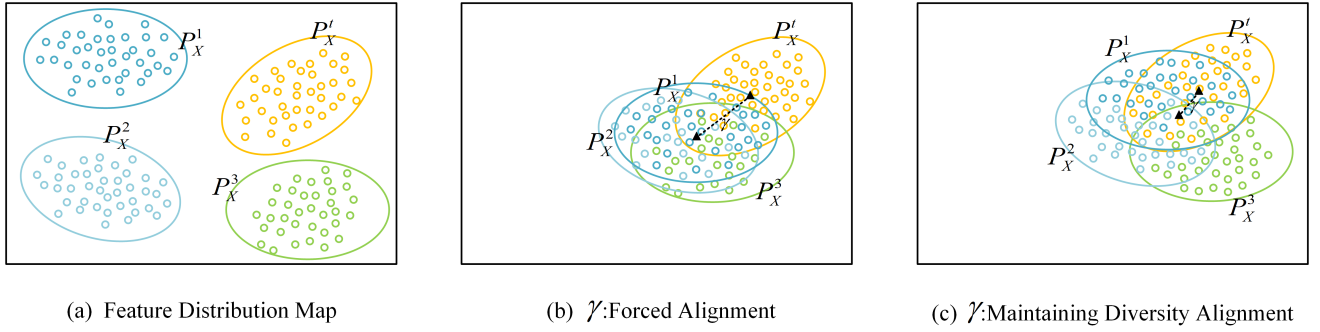 P_X^1
P_X^t
P_X^2
P_X^3
(a) Feature Distribution Map
P_X^t
P_X^1
γ
P_X^2
P_X^3
(b) γ:Forced Alignment
P_X^t
P_X^1
γ
P_X^2
P_X^3
(c) γ:Maintaining Diversity Alignment